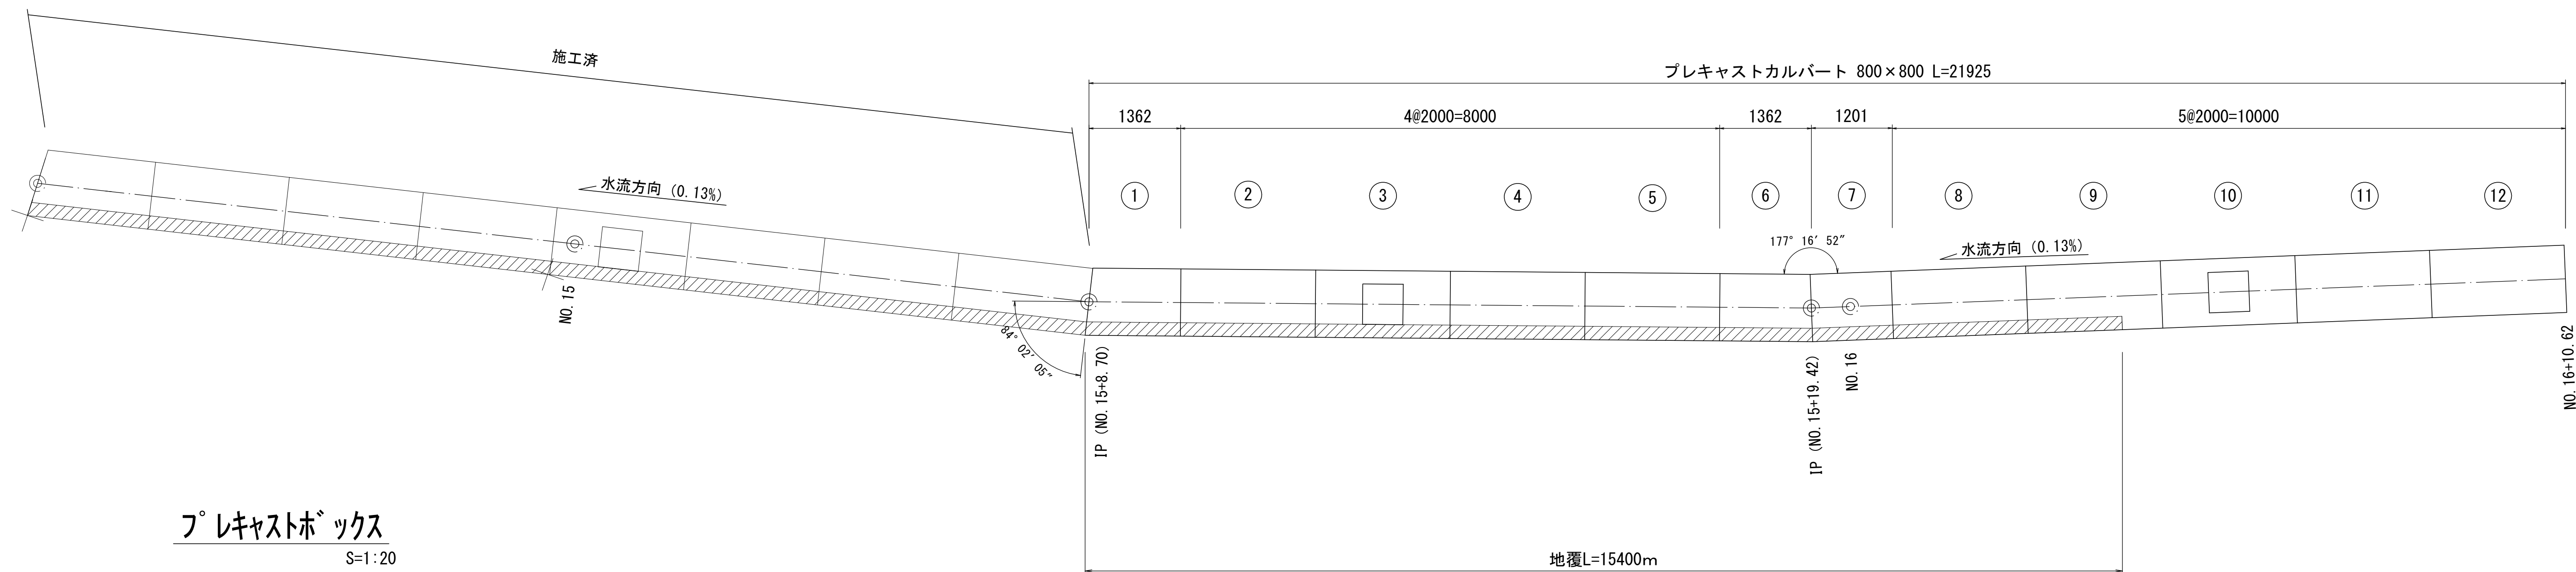 施工済
プレキャストカルバート 800×800 L=21925
1362
4@2000=8000
1362
1201
5@2000=10000
水流方向 (0.13%)
①
②
③
④
⑤
⑥
⑦
⑧
⑨
⑩
⑪
⑫
177° 16′ 52″
水流方向 (0.13%)
NO.15
84° 02′ 05″
IP (NO.15+8.70)
IP (NO.15+19.42)
NO.16
NO.16+10.62
プレキャストボックス
S=1:20
地覆L=15400m